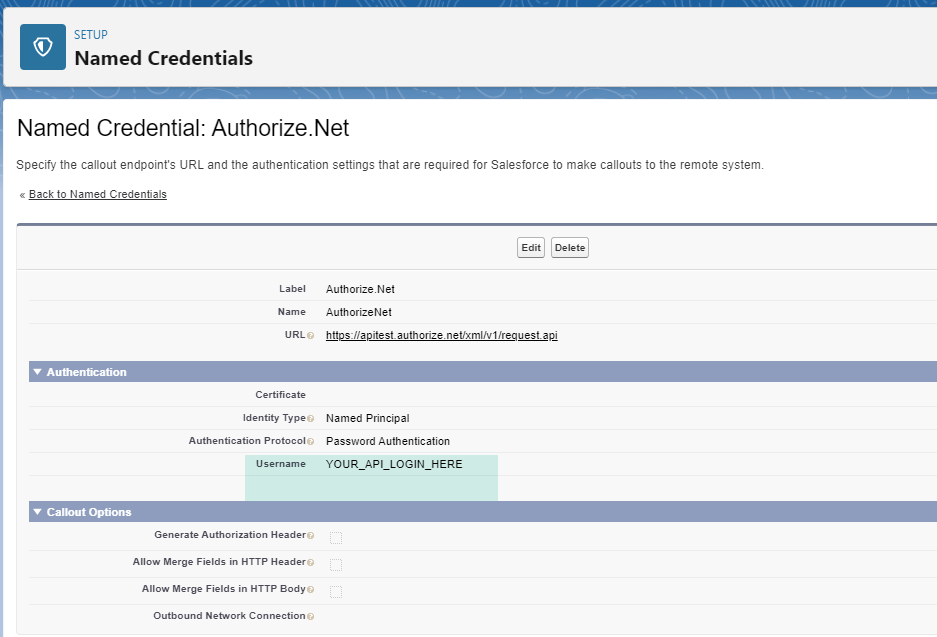 SETUP
Named Credentials
Named Credential: Authorize.Net
Specify the callout endpoint's URL and the authentication settings that are required for Salesforce to make callouts to the remote system.
« Back to Named Credentials
Edit Delete
Label Authorize.Net
Name AuthorizeNet
URL https://apitest.authorize.net/xml/v1/request.api
Authentication
Certificate
Identity Type Named Principal
Authentication Protocol Password Authentication
Username YOUR_API_LOGIN_HERE
Callout Options
Generate Authorization Header
Allow Merge Fields in HTTP Header
Allow Merge Fields in HTTP Body
Outbound Network Connection